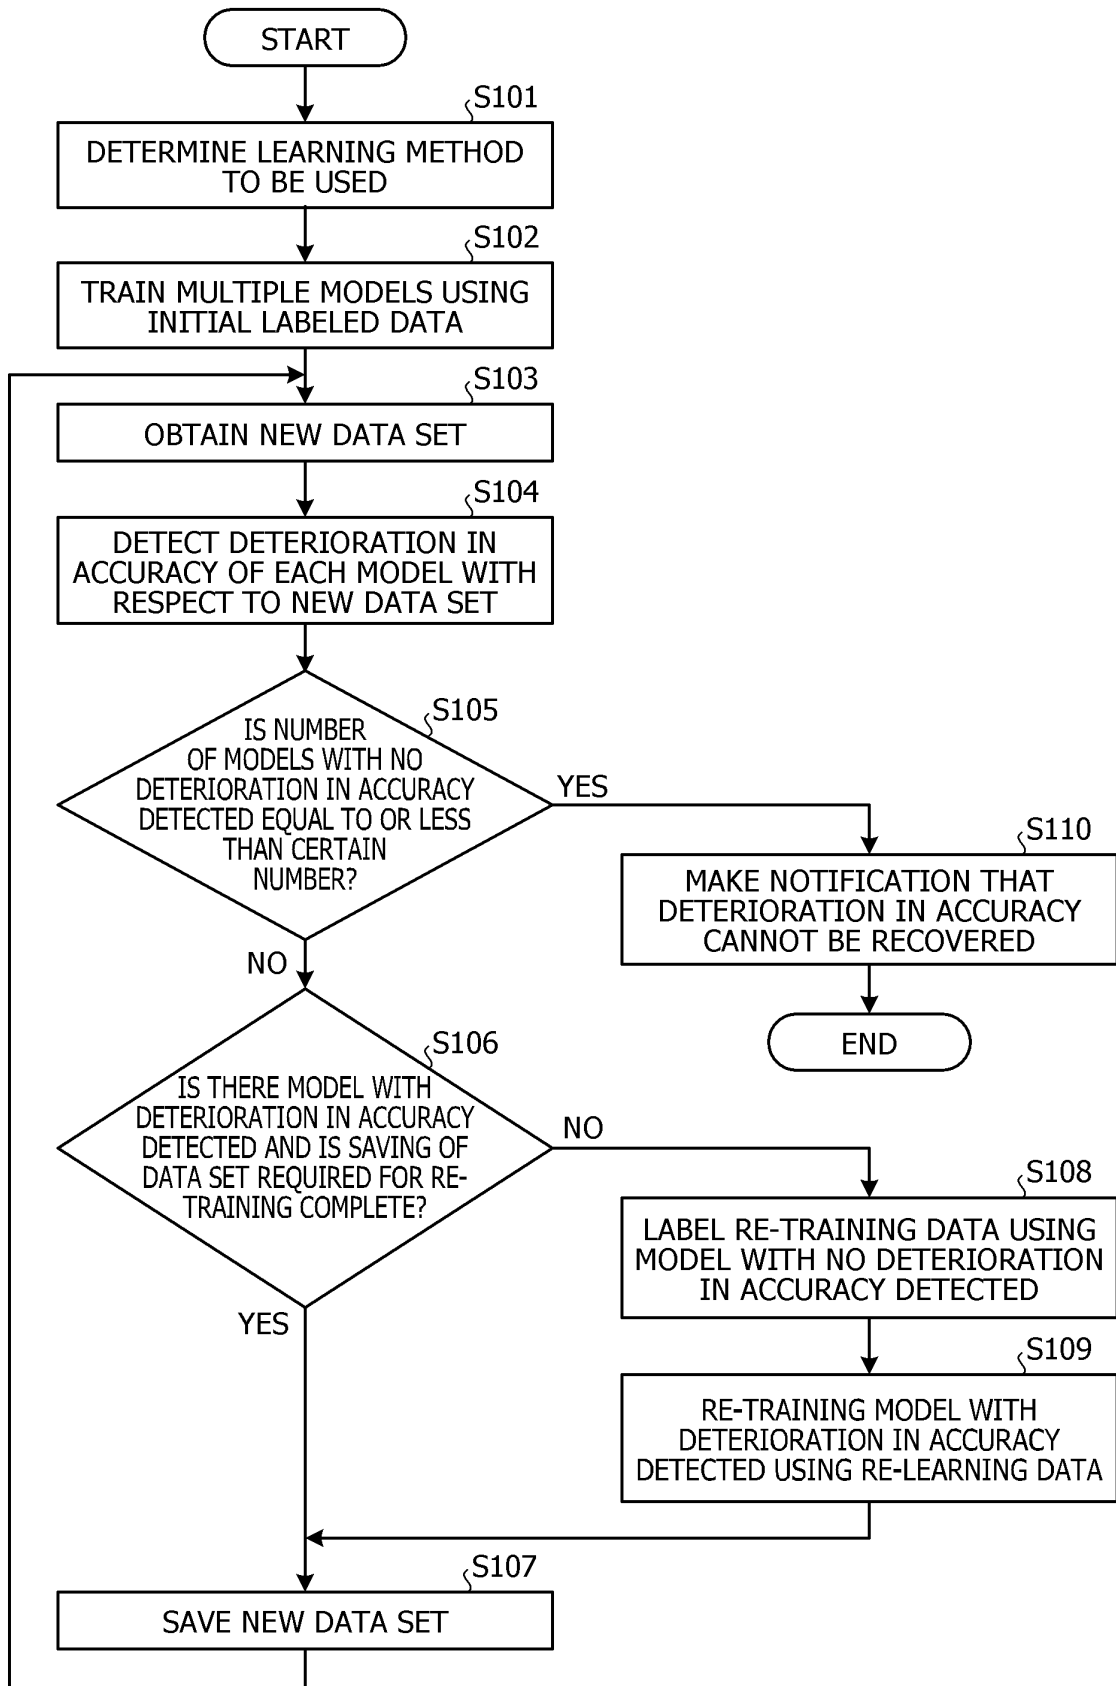 START
S101
DETERMINE LEARNING METHOD
TO BE USED
S102
TRAIN MULTIPLE MODELS USING
INITIAL LABELED DATA
S103
OBTAIN NEW DATA SET
S104
DETECT DETERIORATION IN
ACCURACY OF EACH MODEL WITH
RESPECT TO NEW DATA SET
S105
IS NUMBER
OF MODELS WITH NO
DETERIORATION IN ACCURACY
DETECTED EQUAL TO OR LESS
THAN CERTAIN
NUMBER?
YES
NO
S110
MAKE NOTIFICATION THAT
DETERIORATION IN ACCURACY
CANNOT BE RECOVERED
END
S106
IS THERE MODEL WITH
DETERIORATION IN ACCURACY
DETECTED AND IS SAVING OF
DATA SET REQUIRED FOR RE-
TRAINING COMPLETE?
NO
YES
S108
LABEL RE-TRAINING DATA USING
MODEL WITH NO DETERIORATION
IN ACCURACY DETECTED
S109
RE-TRAINING MODEL WITH
DETERIORATION IN ACCURACY
DETECTED USING RE-LEARNING DATA
S107
SAVE NEW DATA SET